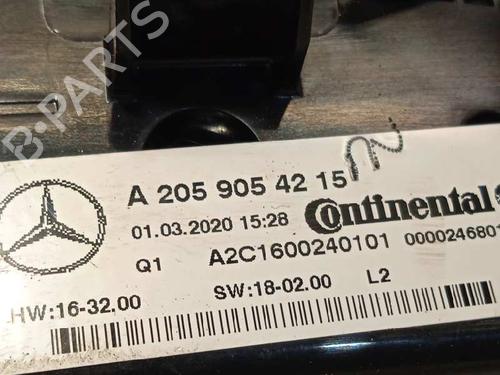 B-PARTS
A 205 905 42 15
01.03.2020 15:28
Continental
Q1
A2C1600240101
0000246801
HW:16-32.00
SW:18-02.00
L2